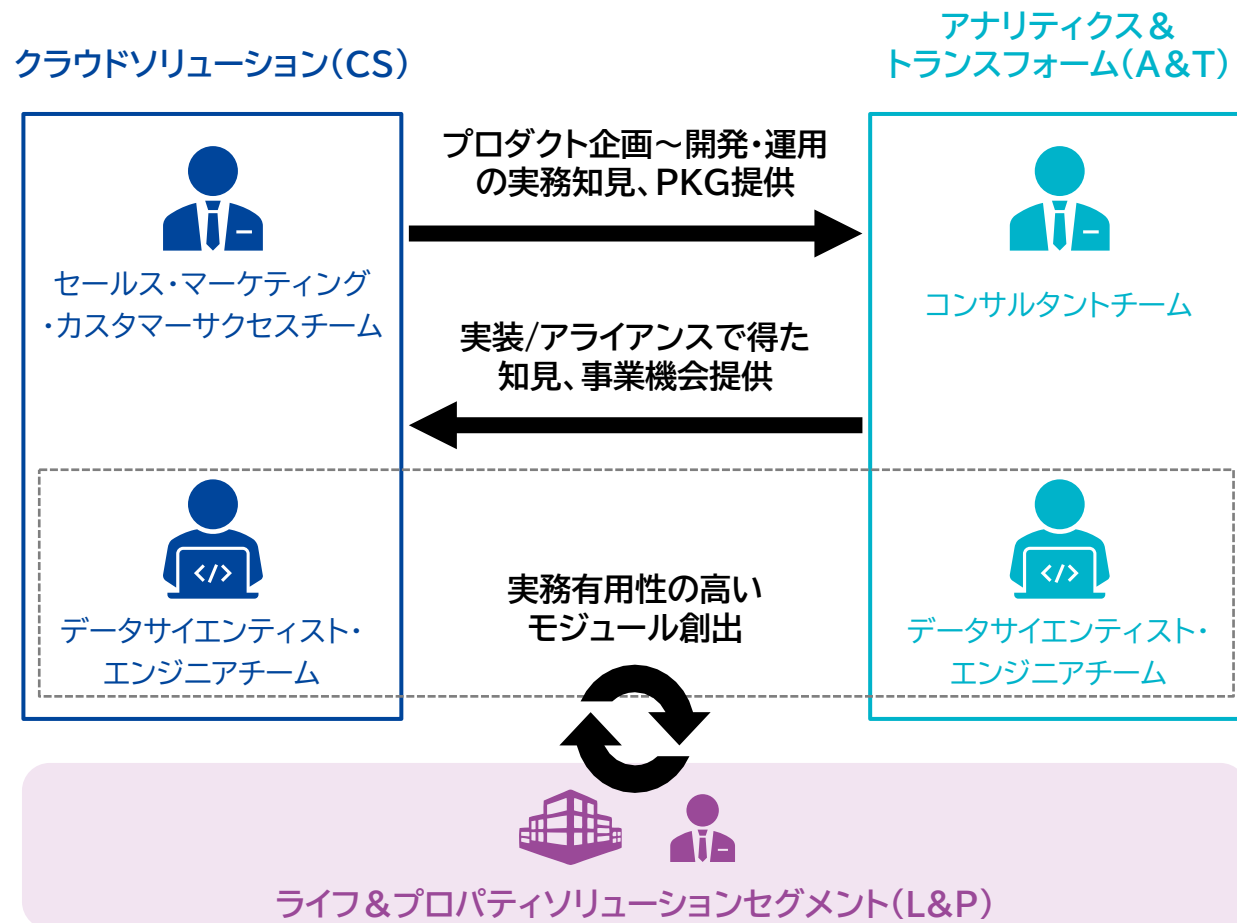 クラウドソリューション(CS)
アナリティクス&
トランスフォーム(A&T)
プロダクト企画～開発・運用
の実務知見、PKG提供
セールス・マーケティング
・カスタマーサクセスチーム
コンサルタントチーム
実装/アライアンスで得た
知見、事業機会提供
</>
</>
データサイエンティスト・
エンジニアチーム
実務有用性の高い
モジュール創出
データサイエンティスト・
エンジニアチーム
ライフ&プロパティソリューションセグメント(L&P)